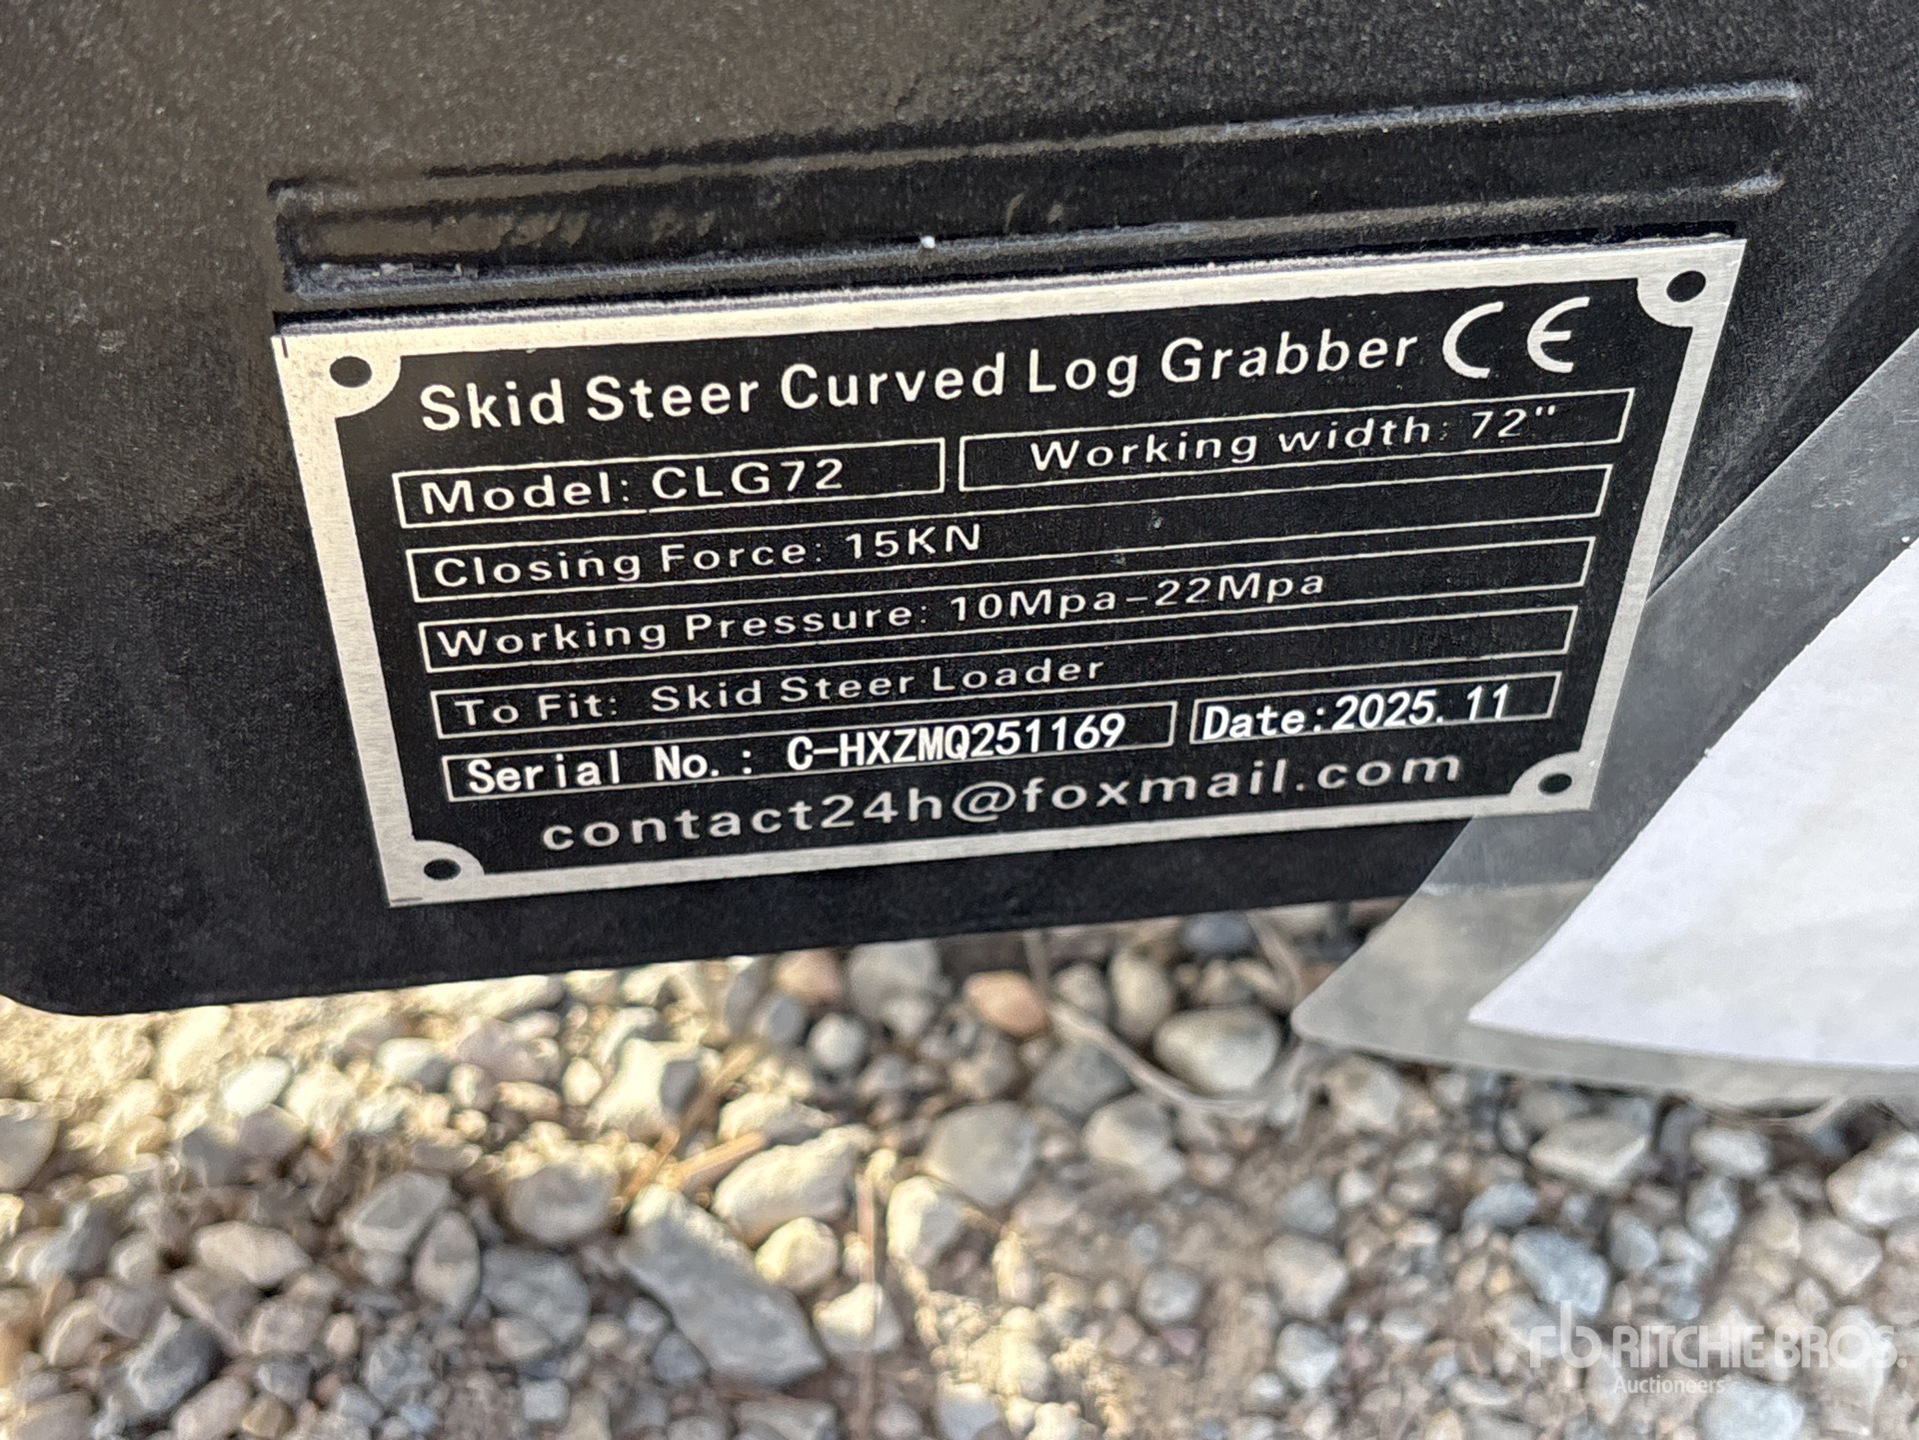 Skid Steer Curved Log Grabber CE
Model: CLG72 Working width: 72"
Closing Force: 15KN
Working Pressure: 10Mpa-22Mpa
To Fit: Skid Steer Loader
Serial No.: C-HXZMQ251169 Date:2025.11
contact24h@foxmail.com
rb RITCHIE BROS.
Auctioneers